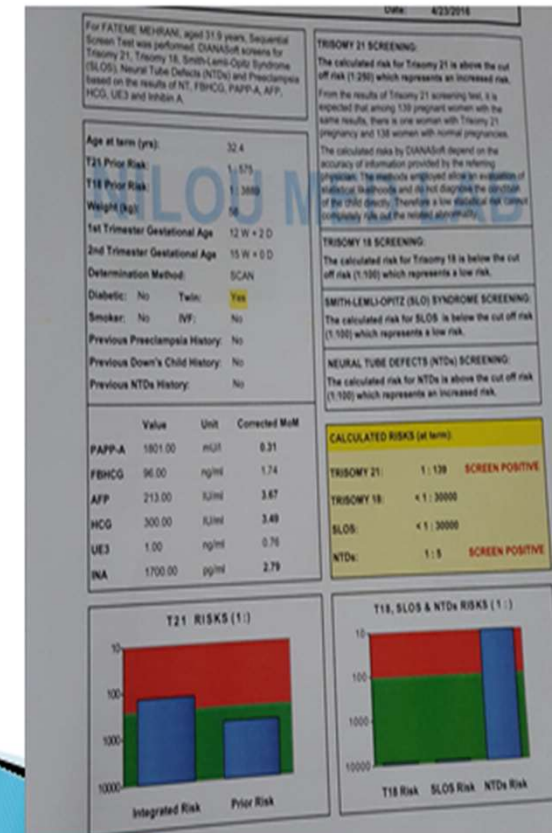 Date: 4/23/2016
For FATEME MEHRANI, aged 31.9 years, Sequential
Screen Test was performed. DIANASoft screens for
Trisomy 21, Trisomy 18, Smith-Lemli-Opitz Syndrome
(SLOS), Neural Tube Defects (NTDs) and Preeclampsia
based on the results of NT, FBHCG, PAPP-A, AFP,
HCG, UE3 and Inhibin A.
Age at term (yrs): 32.4
T21 Prior Risk: 1 : 575
T18 Prior Risk:
Weight (kg):
1st Trimester Gestational Age 12 W + 2 D
2nd Trimester Gestational Age 15 W + 0 D
Determination Method: SCAN
Diabetic: No Twin: Yes
Smoker: No IVF: No
Previous Preeclampsia History: No
Previous Down's Child History: No
Previous NTDs History: No
Value Unit Corrected MoM
PAPP-A 1801.00 mU/l 0.31
FBHCG 96.00 ng/ml 1.74
AFP 213.00 IU/ml 3.67
HCG 300.00 IU/ml 3.49
UE3 1.00 ng/ml 0.76
INA 1700.00 pg/ml 2.79
TRISOMY 21 SCREENING:
The calculated risk for Trisomy 21 is above the cut
off risk (1:250) which represents an increased risk.
From the results of Trisomy 21 screening test, it is
expected that among 139 pregnant women with the
same results, there is one woman with Trisomy 21
pregnancy and 138 women with normal pregnancies.
The calculated risks by DIANASoft depend on the
accuracy of information provided by the referring
physician. The methods employed allow an evaluation of
statistical likelihoods and do not diagnose the condition
of the child directly. Therefore a low statistical risk cannot
completely rule out the related abnormality.
TRISOMY 18 SCREENING:
The calculated risk for Trisomy 18 is below the cut
off risk (1:100) which represents a low risk.
SMITH-LEMLI-OPITZ (SLO) SYNDROME SCREENING:
The calculated risk for SLOS is below the cut off risk
(1:100) which represents a low risk.
NEURAL TUBE DEFECTS (NTDs) SCREENING:
The calculated risk for NTDs is above the cut off risk
(1:100) which represents an increased risk.
CALCULATED RISKS (at term):
TRISOMY 21: 1 : 139 SCREEN POSITIVE
TRISOMY 18: < 1 : 30000
SLOS: < 1 : 30000
NTDs: 1 : 5 SCREEN POSITIVE
NILOU MED LAB
T21 RISKS (1:)
10
100
1000
10000
Integrated Risk Prior Risk
T18, SLOS & NTDs RISKS (1 : )
10
100
1000
10000
T18 Risk SLOS Risk NTDs Risk